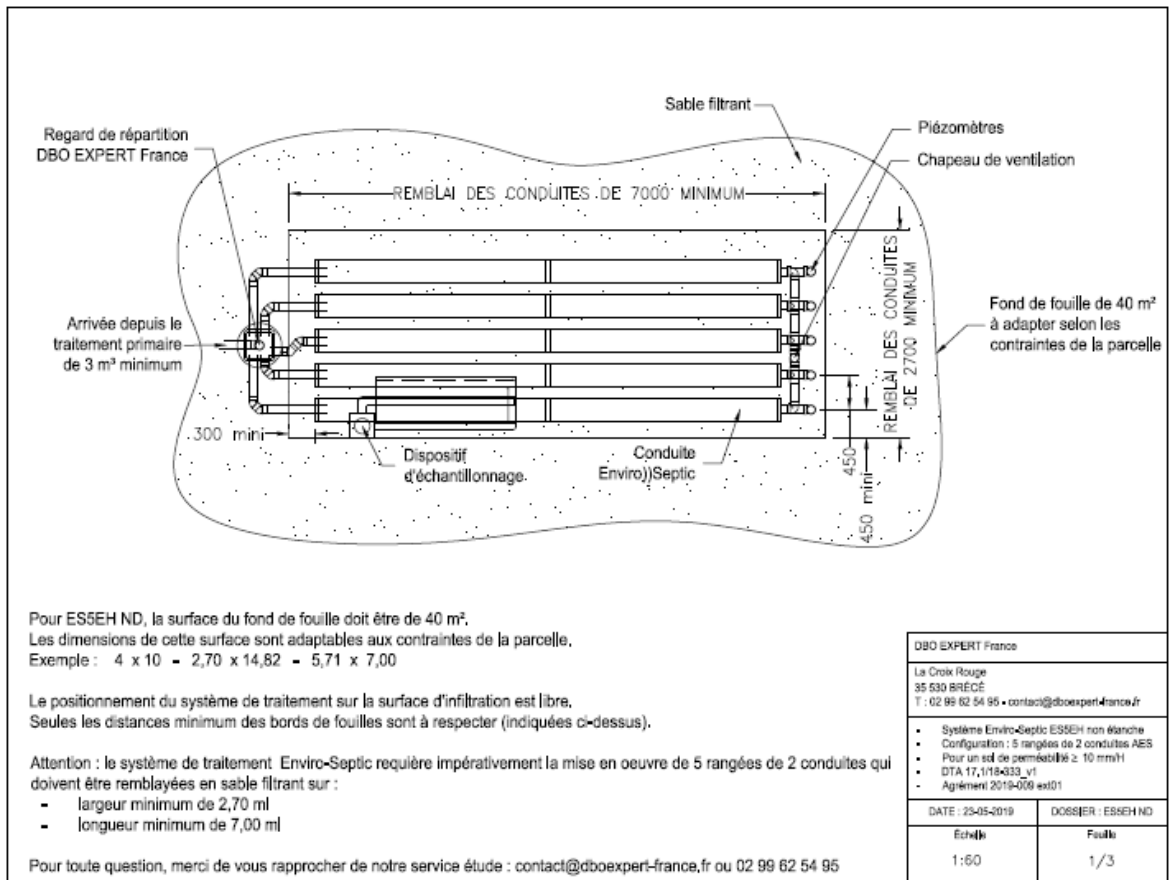 Sable filtrant
Regard de répartition
DBO EXPERT France
Piézomètres
Chapeau de ventilation
REMBLAI DES CONDUITES DE 7000 MINIMUM
REMBLAI DES CONDUITES
DE 2700 MINIMUM
Arrivée depuis le
traitement primaire
de 3 m³ minimum
Fond de fouille de 40 m²
à adapter selon les
contraintes de la parcelle
300 mini
Dispositif
d'échantillonnage
Conduite
Enviro))Septic
450
450 mini
Pour ES5EH ND, la surface du fond de fouille doit être de 40 m².
Les dimensions de cette surface sont adaptables aux contraintes de la parcelle.
Exemple : 4 x 10 - 2,70 x 14,82 - 5,71 x 7,00
Le positionnement du système de traitement sur la surface d'infiltration est libre.
Seules les distances minimum des bords de fouilles sont à respecter (indiquées ci-dessus).
Attention : le système de traitement Enviro-Septic requière impérativement la mise en oeuvre de 5 rangées de 2 conduites qui
doivent être remblayées en sable filtrant sur :
- largeur minimum de 2,70 ml
- longueur minimum de 7,00 ml
Pour toute question, merci de vous rapprocher de notre service étude : contact@dboexpert-france.fr ou 02 99 62 54 95
DBO EXPERT France
La Croix Rouge
35 530 BRÉCÉ
T : 02 99 62 54 95 - contact@dboexpert-france.fr
- Système Enviro-Septic ES5EH non étanche
- Configuration : 5 rangées de 2 conduites AES
- Pour un sol de perméabilité ≥ 10 mm/H
- DTA 17.1/18-333_v1
- Agrément 2019-009 ext01
DATE : 23-05-2019
DOSSIER : ES5EH ND
Échelle
Feuille
1:60
1/3